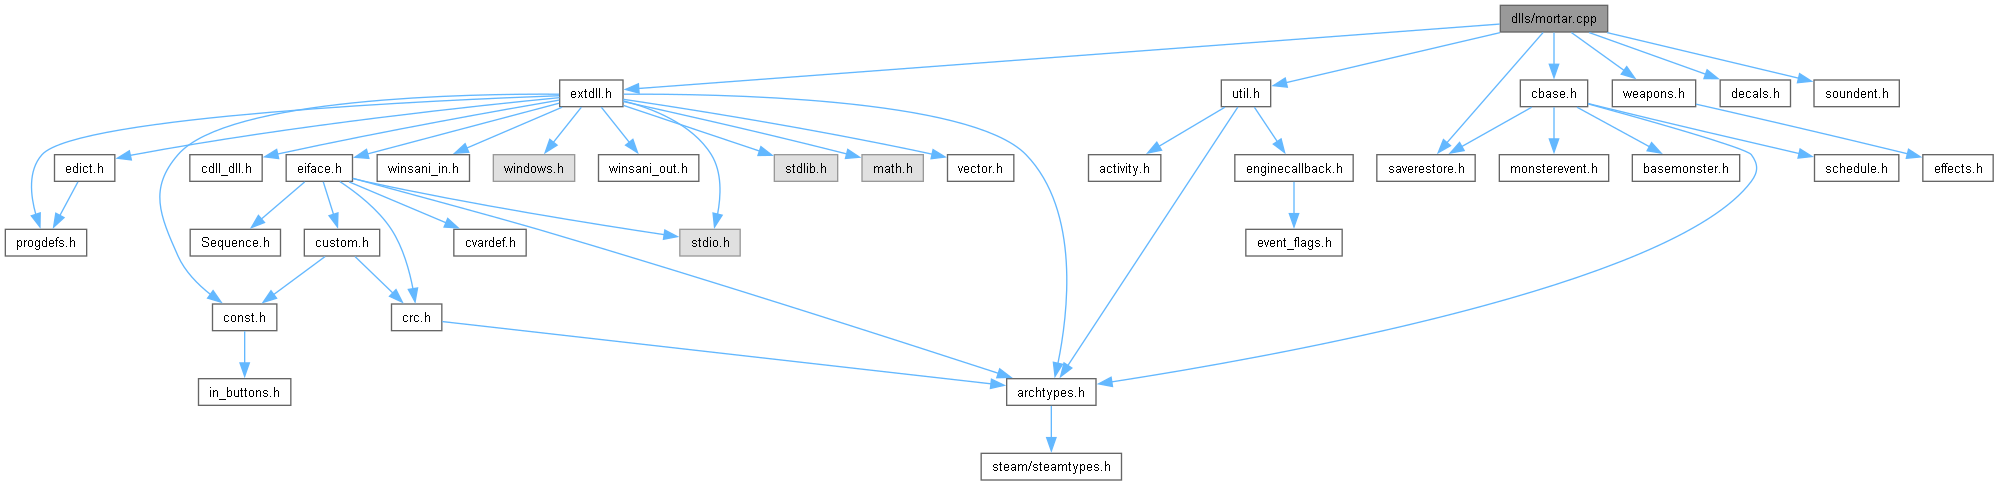 dlls/mortar.cpp
extdll.h
util.h
cbase.h
weapons.h
decals.h
soundent.h
edict.h
cdll_dll.h
eiface.h
winsani_in.h
windows.h
winsani_out.h
stdlib.h
math.h
vector.h
activity.h
enginecallback.h
saverestore.h
monsterevent.h
basemonster.h
schedule.h
effects.h
progdefs.h
Sequence.h
custom.h
cvardef.h
stdio.h
event_flags.h
const.h
crc.h
in_buttons.h
archtypes.h
steam/steamtypes.h